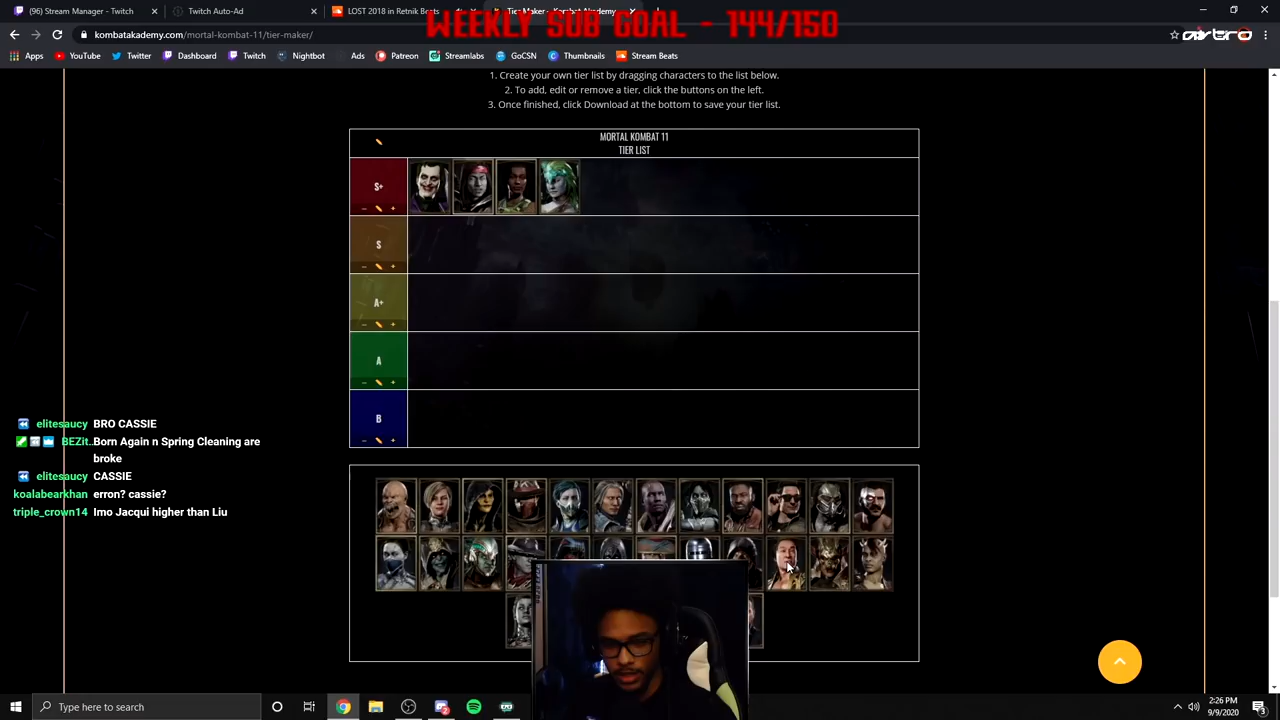 (96) Stream Manager - Twitch
Twitch Auto-Ad
LOST 2018 in Retnik Beats
WEEKLY SUB GOAL - 144/150
kombatakademy.com/mortal-kombat-11/tier-maker/
Apps
YouTube
Twitter
Dashboard
Twitch
Nightbot
Ads
Patreon
Streamlabs
GoCSN
Thumbnails
Stream Beats
1. Create your own tier list by dragging characters to the list below.
2. To add, edit or remove a tier, click the buttons on the left.
3. Once finished, click Download at the bottom to save your tier list.
MORTAL KOMBAT 11
TIER LIST
S+
S
A+
A
B
elitesaucy BRO CASSIE
BEZit.. Born Again n Spring Cleaning are
broke
elitesaucy CASSIE
koalabearkhan erron? cassie?
triple_crown14 Imo Jacqui higher than Liu
Type here to search
2:26 PM
9/9/2020